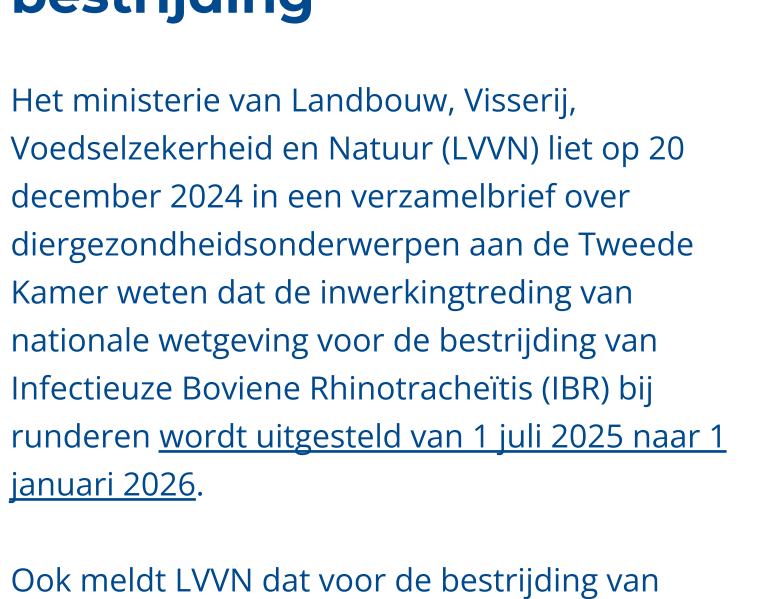 bestrijding
Het ministerie van Landbouw, Visserij,
Voedselzekerheid en Natuur (LVVN) liet op 20
december 2024 in een verzamelbrief over
diergezondheidsonderwerpen aan de Tweede
Kamer weten dat de inwerkingtreding van
nationale wetgeving voor de bestrijding van
Infectieuze Boviene Rhinotracheïtis (IBR) bij
runderen wordt uitgesteld van 1 juli 2025 naar 1
januari 2026.
Ook meldt LVVN dat voor de bestrijding van